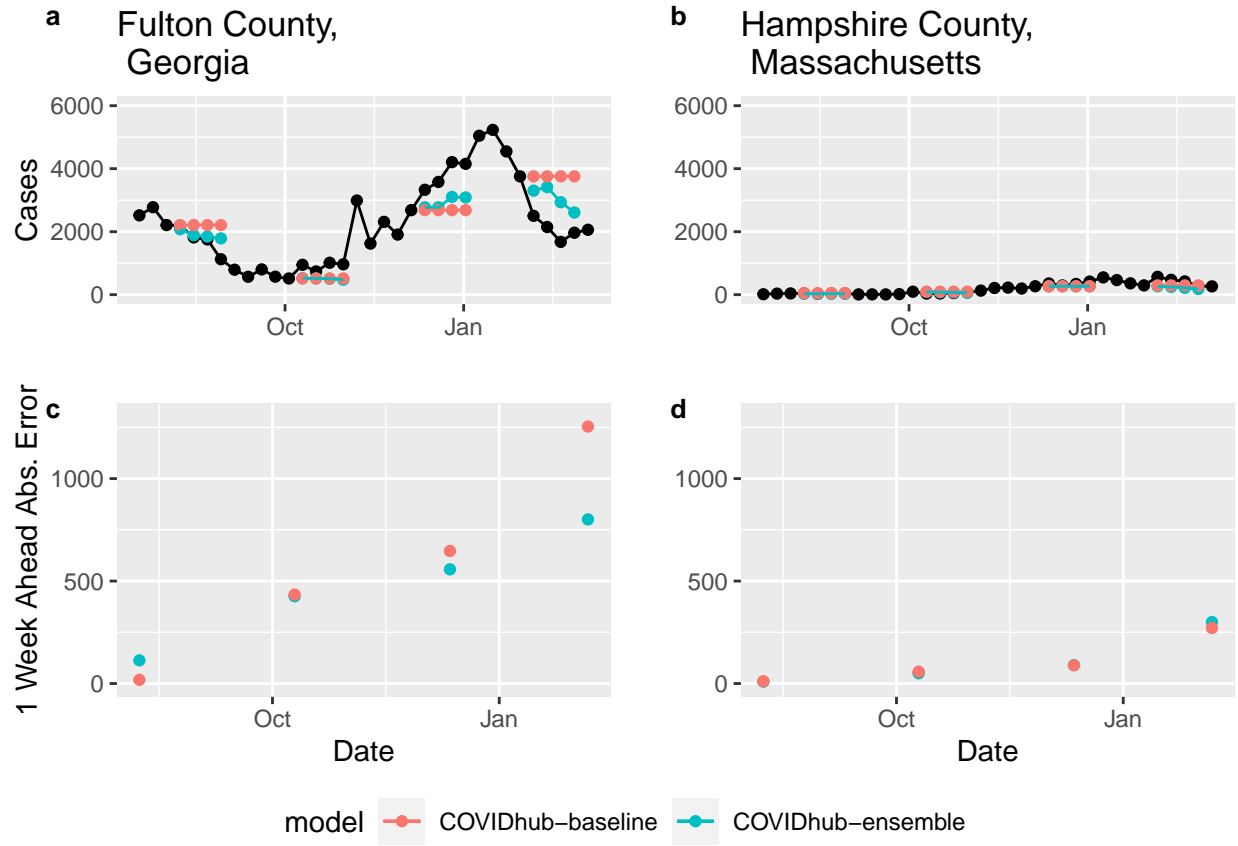 a
Fulton County,
Georgia
b
Hampshire County,
Massachusetts
Cases
6000
4000
2000
0
Oct
Jan
6000
4000
2000
0
Oct
Jan
1 Week Ahead Abs. Error
c
1000
500
0
Oct
Jan
Date
d
1000
500
0
Oct
Jan
Date
model COVIDhub−baseline COVIDhub−ensemble